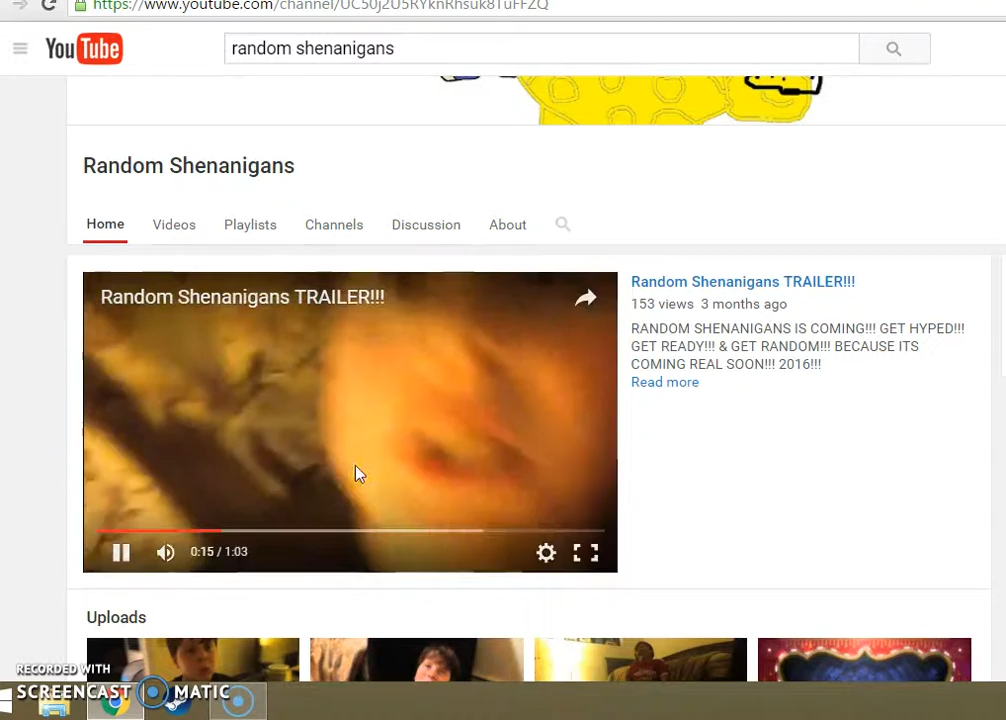 https://www.youtube.com/channel/UC50j2U5RYknRhsuk8TuFFZQ
YouTube
random shenanigans
Random Shenanigans
Home Videos Playlists Channels Discussion About
Random Shenanigans TRAILER!!!
0:15 / 1:03
Random Shenanigans TRAILER!!!
153 views 3 months ago
RANDOM SHENANIGANS IS COMING!!! GET HYPED!!!
GET READY!!! & GET RANDOM!!! BECAUSE ITS
COMING REAL SOON!!! 2016!!!
Read more
Uploads
RECORDED WITH
SCREENCAST MATIC